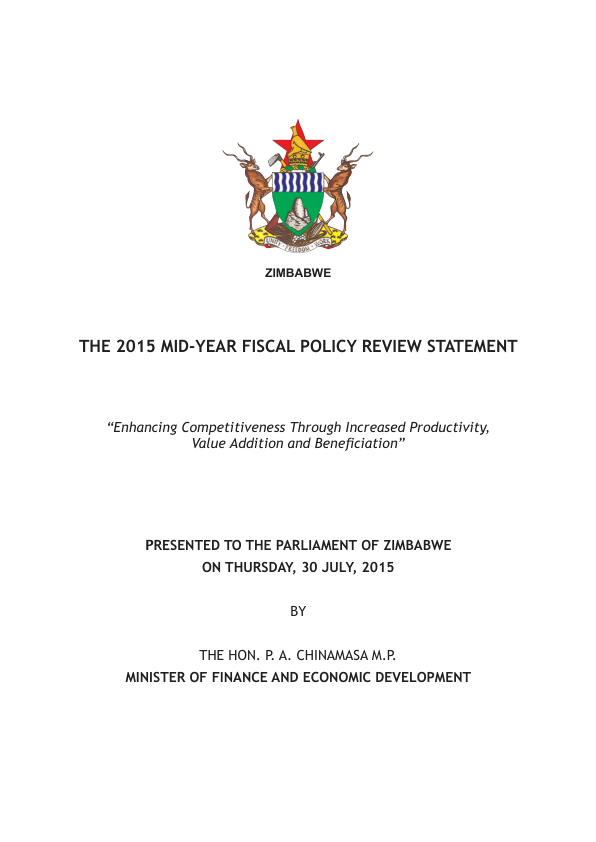 UNITY FREEDOM WORK
ZIMBABWE
THE 2015 MID-YEAR FISCAL POLICY REVIEW STATEMENT
“Enhancing Competitiveness Through Increased Productivity,
Value Addition and Beneficiation”
PRESENTED TO THE PARLIAMENT OF ZIMBABWE
ON THURSDAY, 30 JULY, 2015
BY
THE HON. P. A. CHINAMASA M.P.
MINISTER OF FINANCE AND ECONOMIC DEVELOPMENT